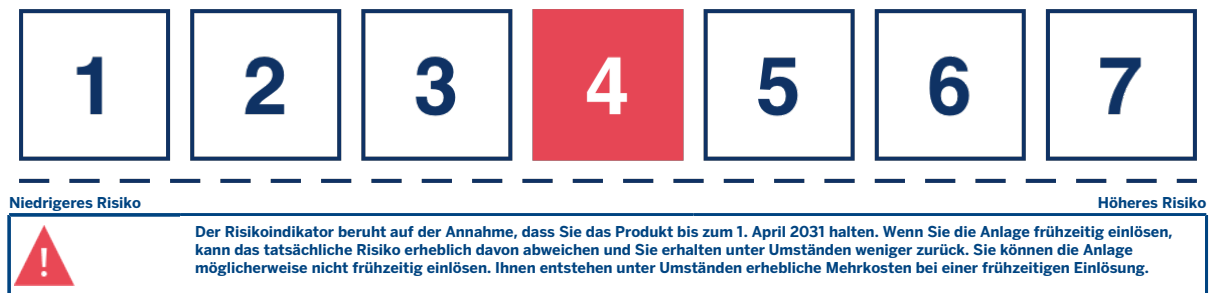 1 2 3 4 5 6 7
Niedrigeres Risiko Höheres Risiko
!
Der Risikoindikator beruht auf der Annahme, dass Sie das Produkt bis zum 1. April 2031 halten. Wenn Sie die Anlage frühzeitig einlösen,
kann das tatsächliche Risiko erheblich davon abweichen und Sie erhalten unter Umständen weniger zurück. Sie können die Anlage
möglicherweise nicht frühzeitig einlösen. Ihnen entstehen unter Umständen erhebliche Mehrkosten bei einer frühzeitigen Einlösung.